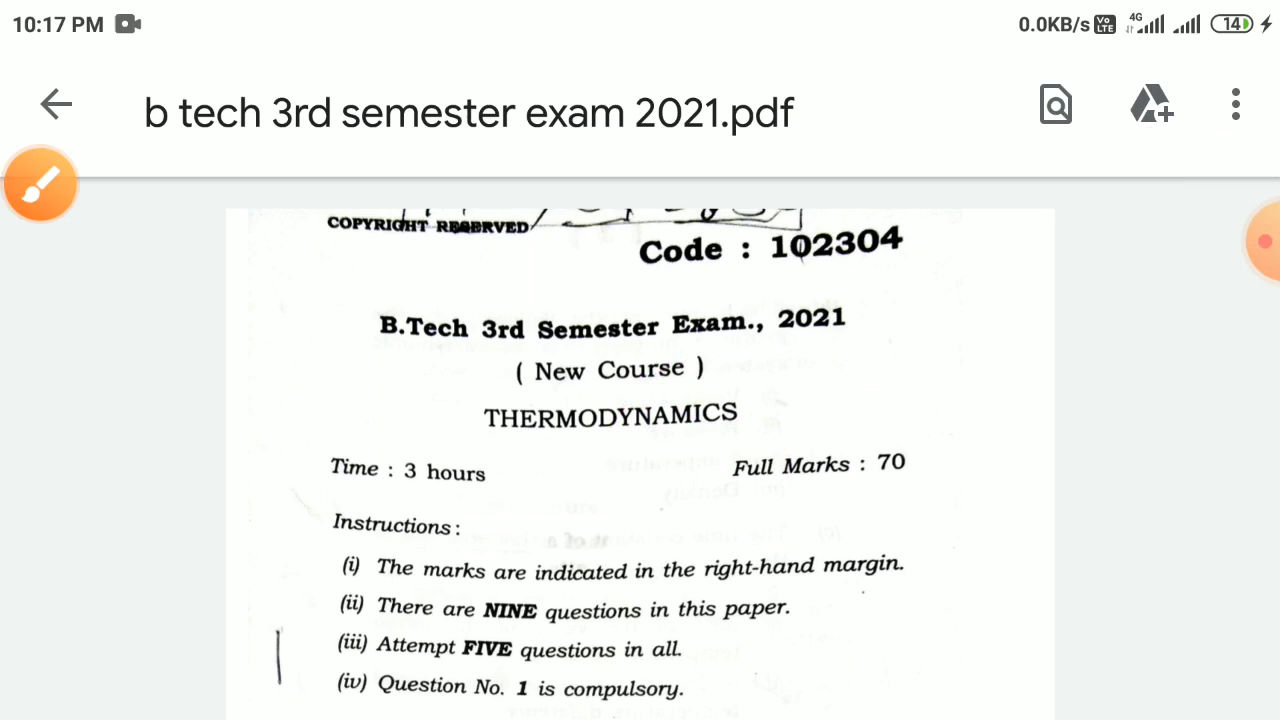 10:17 PM 0.0KB/s Vo LTE 4G 14
b tech 3rd semester exam 2021.pdf
COPYRIGHT RESERVED
Code : 102304
B.Tech 3rd Semester Exam., 2021
( New Course )
THERMODYNAMICS
Time : 3 hours Full Marks : 70
Instructions :
(i) The marks are indicated in the right-hand margin.
(ii) There are NINE questions in this paper.
(iii) Attempt FIVE questions in all.
(iv) Question No. 1 is compulsory.